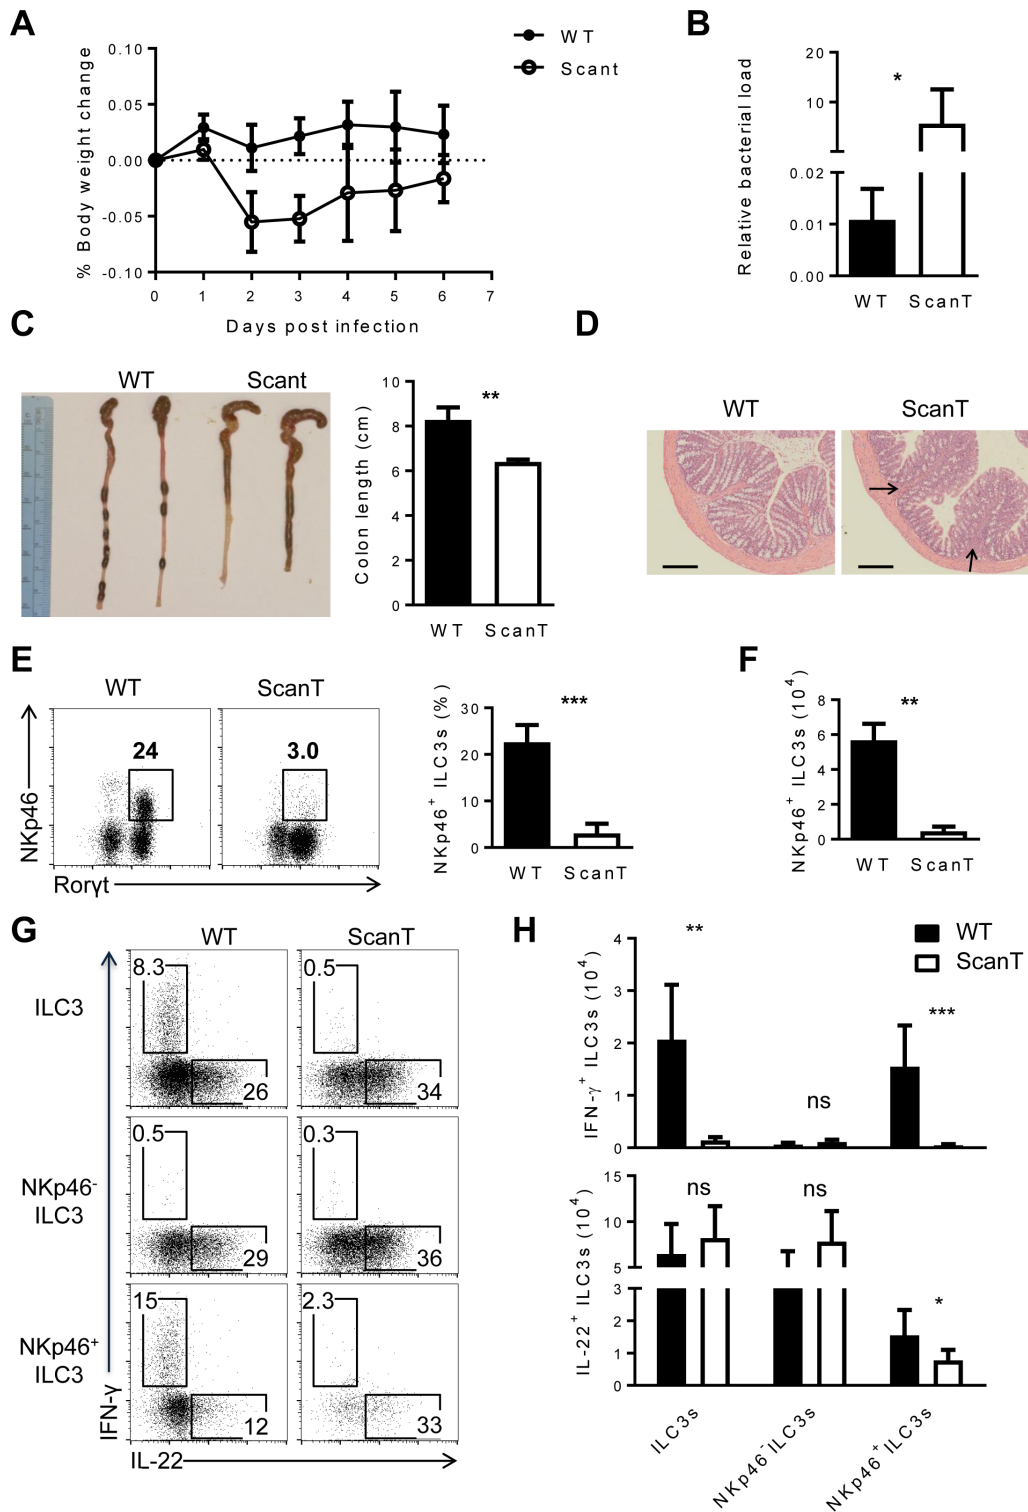 A
WT
Scant
% Body weight change
0.10
0.05
0.00
-0.05
-0.10
0 1 2 3 4 5 6 7
Days post infection
B
Relative bacterial load
20
10
0.02
0.01
0.00
*
WT ScanT
C
WT Scant
Colon length (cm)
10
8
6
4
2
0
**
WT ScanT
D
WT ScanT
E
WT ScanT
24 3.0
NKp46
Rorγt
NKp46⁺ ILC3s (%)
30
20
10
0
***
WT ScanT
F
NKp46⁺ ILC3s (10⁴)
8
6
4
2
0
**
WT ScanT
G
WT ScanT
ILC3
8.3 0.5
26 34
NKp46⁻
ILC3
0.5 0.3
29 36
NKp46⁺
ILC3
15 2.3
12 33
IFN-γ
IL-22
H
WT
ScanT
IFN-γ⁺ ILC3s (10⁴)
4
3
2
1
0
**
ns
***
IL-22⁺ ILC3s (10⁴)
15
10
5
3
2
1
0
ns
ns
*
ILC3s
NKp46⁻ILC3s
NKp46⁺ILC3s